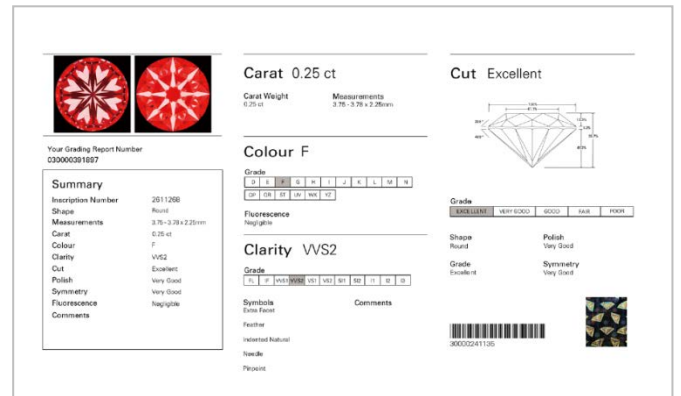 Your Grading Report Number
030000391897
Summary
Inscription Number 2611268
Shape Round
Measurements 3.75 - 3.78 x 2.25mm
Carat 0.25 ct
Colour F
Clarity VVS2
Cut Excellent
Polish Very Good
Symmetry Very Good
Fluorescence Negligible
Comments
Carat 0.25 ct
Carat Weight Measurements
0.25 ct 3.75 - 3.78 x 2.25mm
Colour F
Grade
D E F G H I J K L M N
OP QR ST UV WX YZ
Fluorescence
Negligible
Clarity VVS2
Grade
FL IF VVS1 VVS2 VS1 VS2 SI1 SI2 I1 I2 I3
Symbols Comments
Extra Facet
Feather
Indented Natural
Needle
Pinpoint
Cut Excellent
Grade
EXCELLENT VERY GOOD GOOD FAIR POOR
Shape Polish
Round Very Good
Grade Symmetry
Excellent Very Good
30000241135